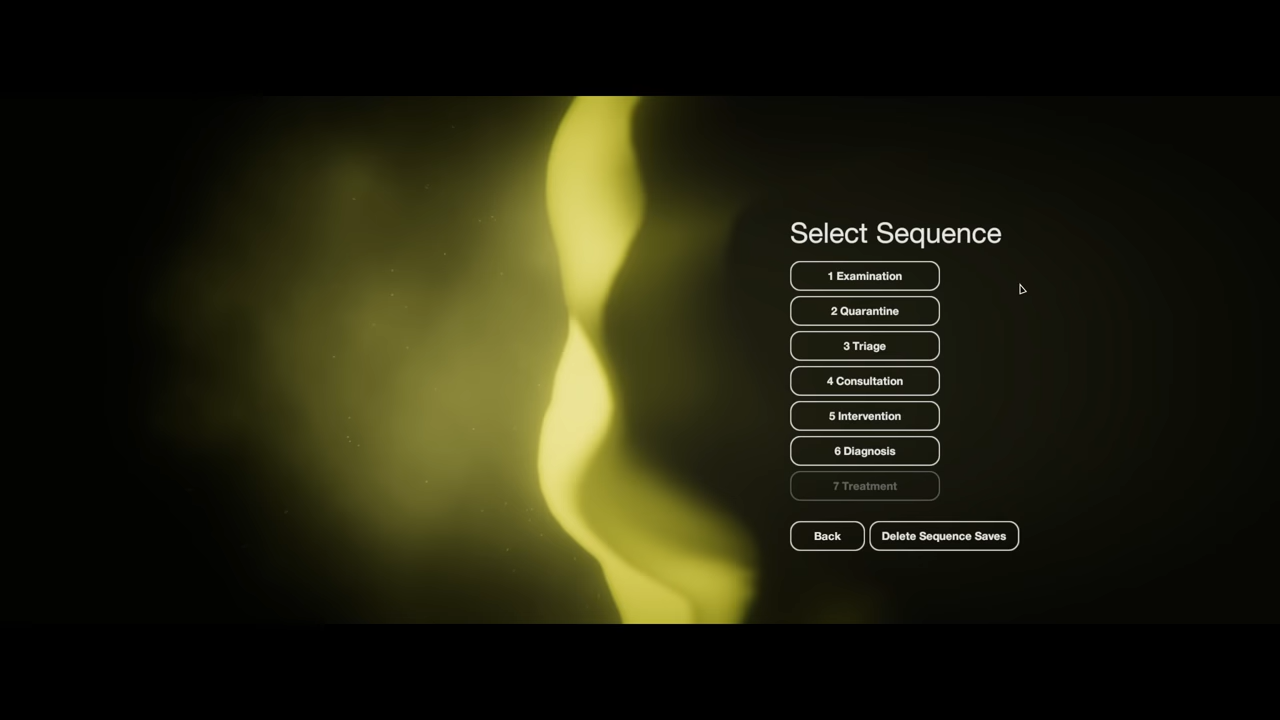 Select Sequence
1 Examination
2 Quarantine
3 Triage
4 Consultation
5 Intervention
6 Diagnosis
7 Treatment
Back Delete Sequence Saves